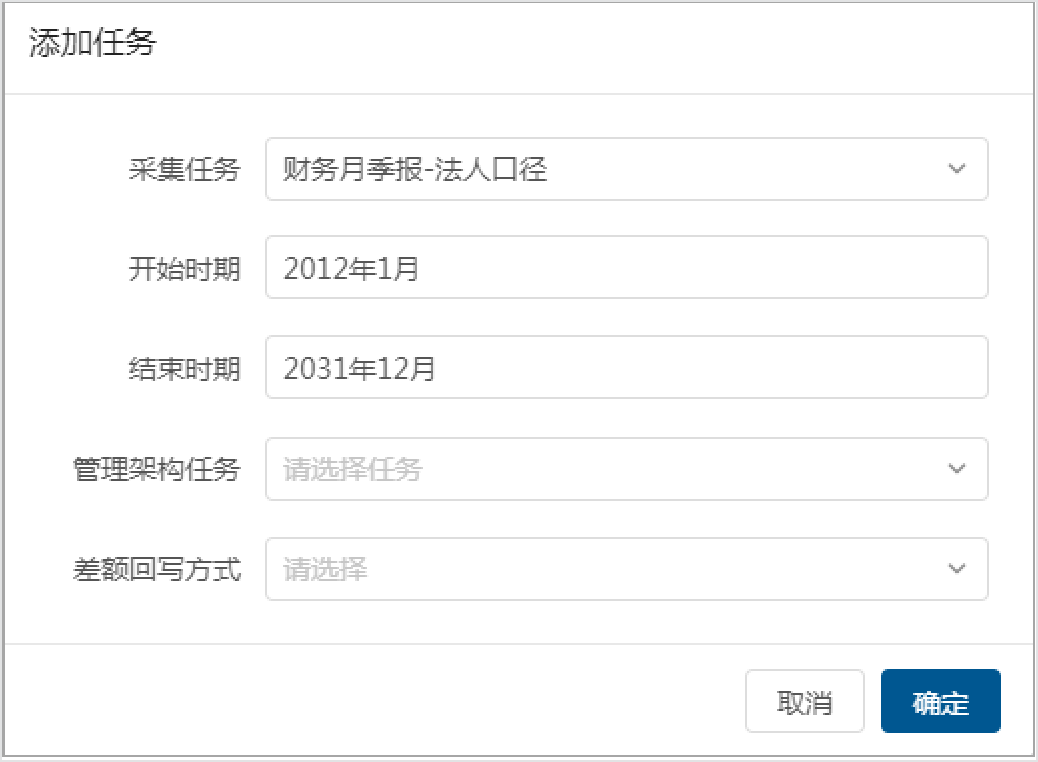 添加任务
采集任务 财务月季报-法人口径
开始时期 2012年1月
结束时期 2031年12月
管理架构任务 请选择任务
差额回写方式 请选择
取消 确定